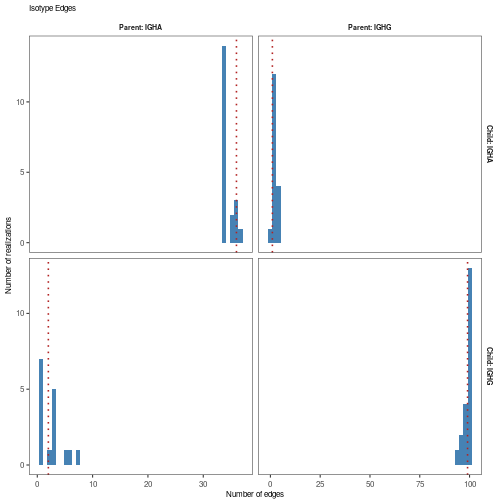 Isotype Edges
Parent: IGHA
Parent: IGHG
10
5
0
Child: IGHA
Number of realizations
10
5
0
Child: IGHG
0
10
20
30
0
25
50
75
100
Number of edges